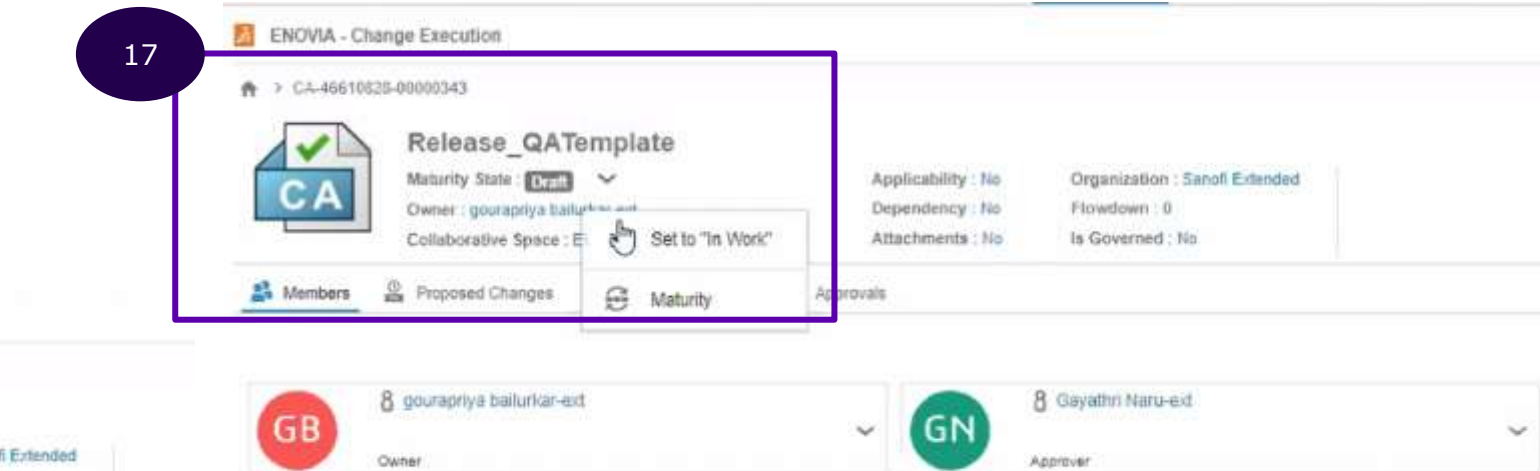 17
ENOVIA - Change Execution
> CA-46610828-00000343
CA
Release_QATemplate
Maturity State : Draft
Owner : gourapriya bailurkar-ext
Collaborative Space : E
Set to "In Work"
Maturity
Applicability : No
Dependency : No
Attachments : No
Organization : Sanofi Extended
Flowdown : 0
Is Governed : No
Members
Proposed Changes
Approvals
GB
gourapriya bailurkar-ext
Owner
GN
Gayathri Naru-ext
Approver
fi Extended